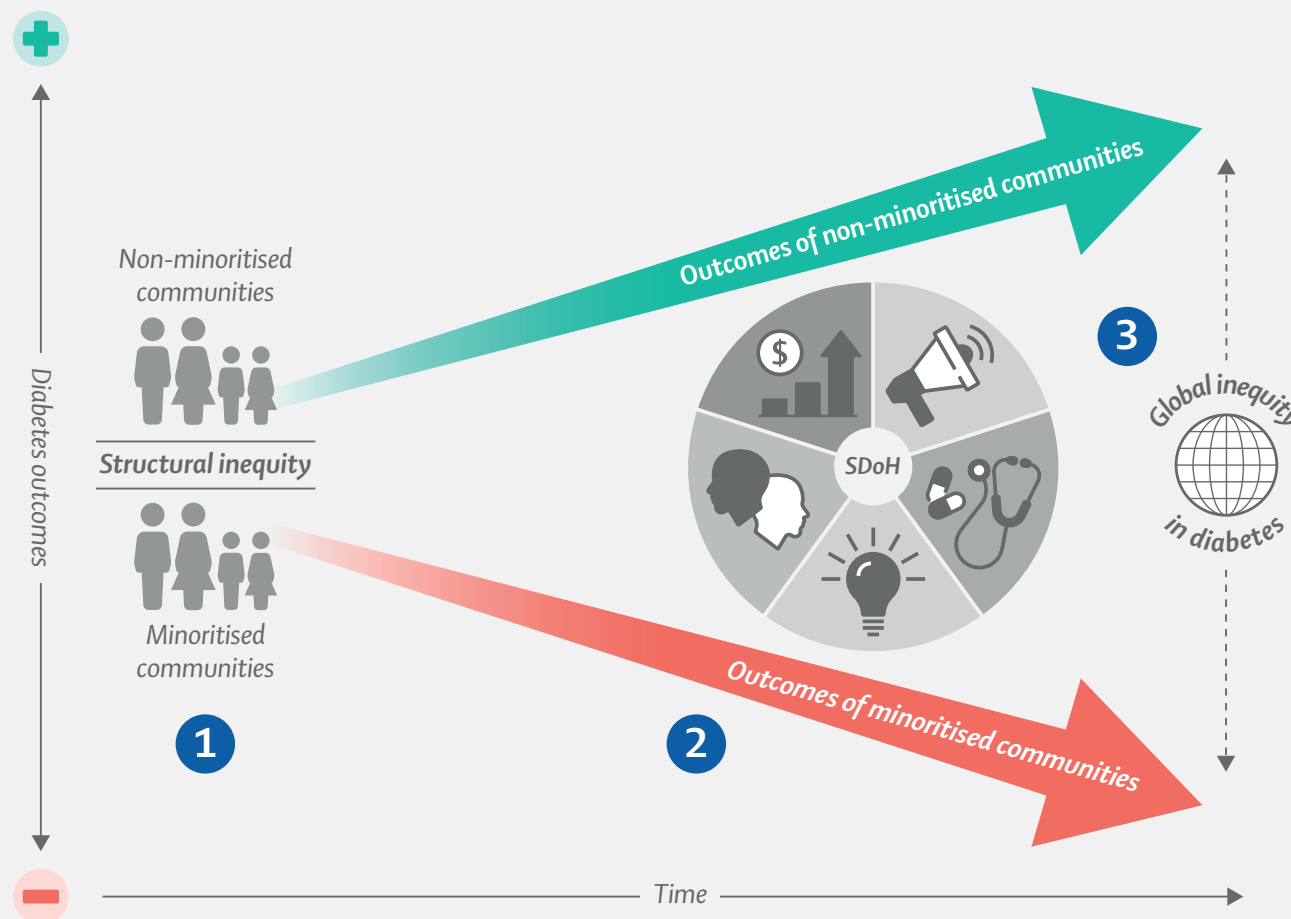 Outcomes of non-minoritised communities
Non-minoritised
communities
$
3
Diabetes outcomes
Structural inequity
SDoH
Global inequity
in diabetes
Minoritised
communities
Outcomes of minoritised communities
1
2
Time